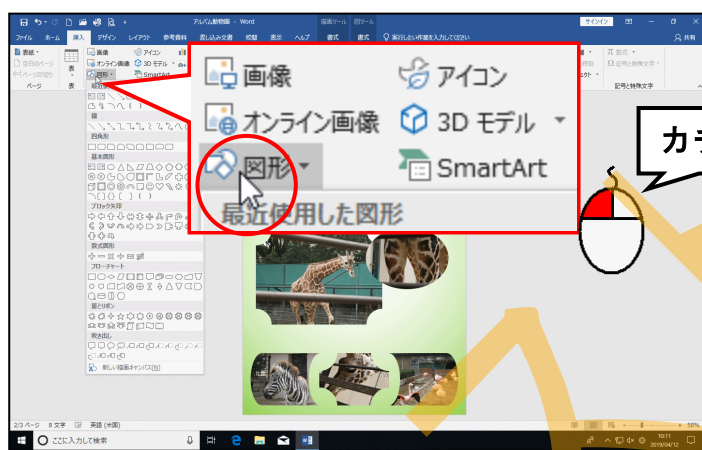 アルバム動物園 - Word
描画ツール 図ツール
サインイン
ファイル ホーム 挿入 デザイン レイアウト 参考資料 差し込み文書 校閲 表示 ヘルプ 書式 書式 実行したい作業を入力してください 共有
表紙
空白のページ
ページ区切り
ページ
表
表
画像
オンライン画像
図形
アイコン
3D モデル
SmartArt
π 数式
Ω 記号と特殊文字
記号と特殊文字
画像 アイコン
オンライン画像 3D モデル
図形 SmartArt
最近使用した図形
カラ
線
四角形
基本図形
ブロック矢印
数式図形
フローチャート
星とリボン
吹き出し
新しい描画キャンバス(N)
2/3 ページ 8 文字 英語 (米国)
50%
ここに入力して検索
10:11
2019/04/12